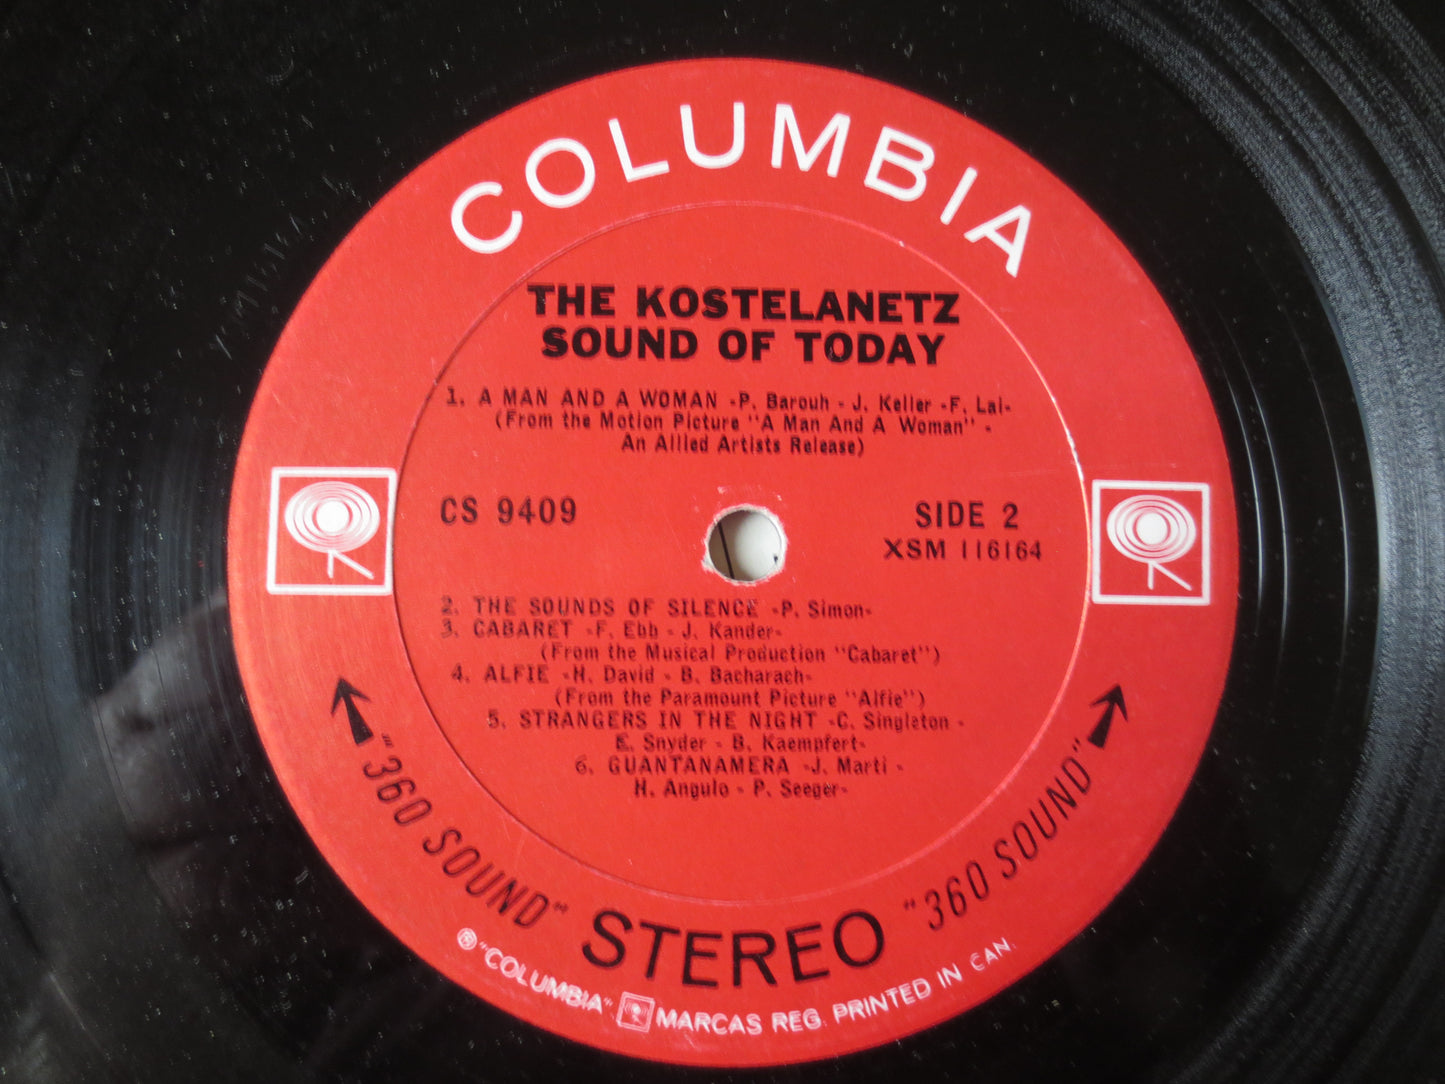 COLUMBIA
THE KOSTELANETZ
SOUND OF TODAY
1. A MAN AND A WOMAN -P. Barouh - J. Keller -F. Lai-
(From the Motion Picture "A Man And A Woman" -
An Allied Artists Release)
CS 9409
SIDE 2
XSM 116164
2. THE SOUNDS OF SILENCE -P. Simon-
3. CABARET -F. Ebb - J. Kander-
(From the Musical Production "Cabaret")
4. ALFIE -H. David - B. Bacharach-
(From the Paramount Picture "Alfie")
5. STRANGERS IN THE NIGHT -C. Singleton -
E. Snyder - B. Kaempfert-
6. GUANTANAMERA -J. Marti -
H. Angulo - P. Seeger-
"360 SOUND" STEREO "360 SOUND"
® "COLUMBIA" MARCAS REG. PRINTED IN CAN.